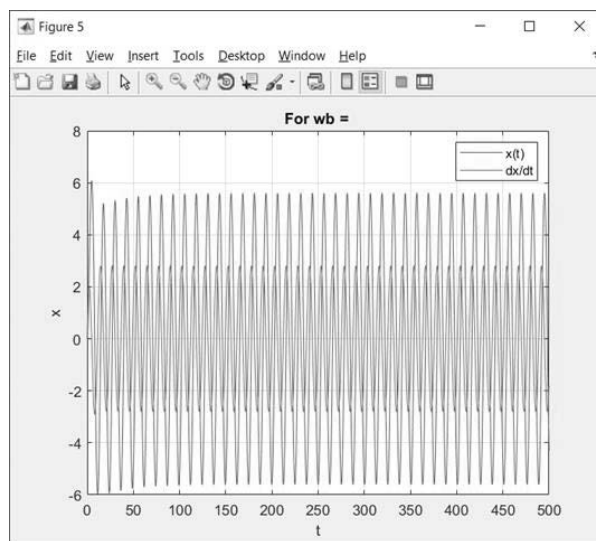 Figure 5
File Edit View Insert Tools Desktop Window Help
For wb =
8
x(t)
dx/dt
6
4
2
0
-2
-4
-6
x
0 50 100 150 200 250 300 350 400 450 500
t